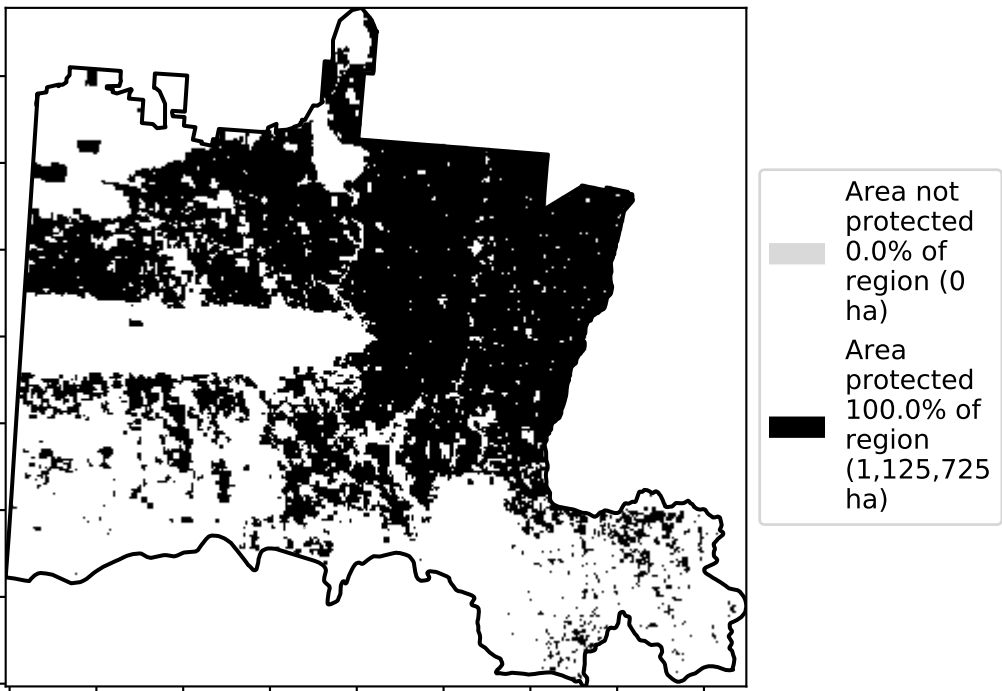 Area not
protected
0.0% of
region (0
ha)
Area
protected
100.0% of
region
(1,125,725
ha)